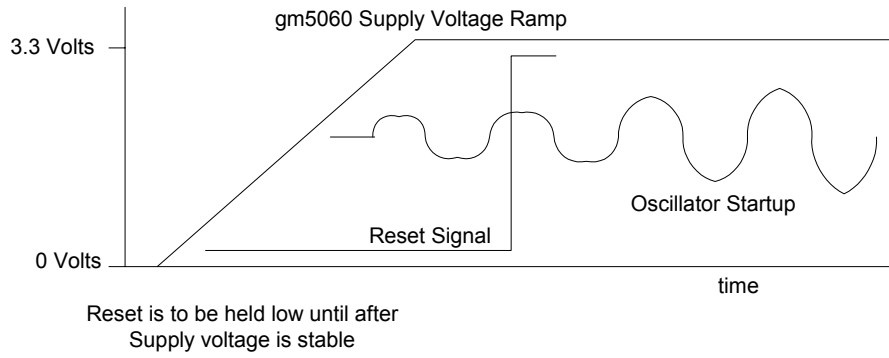 gm5060 Supply Voltage Ramp
3.3 Volts
Oscillator Startup
Reset Signal
0 Volts
time
Reset is to be held low until after
Supply voltage is stable